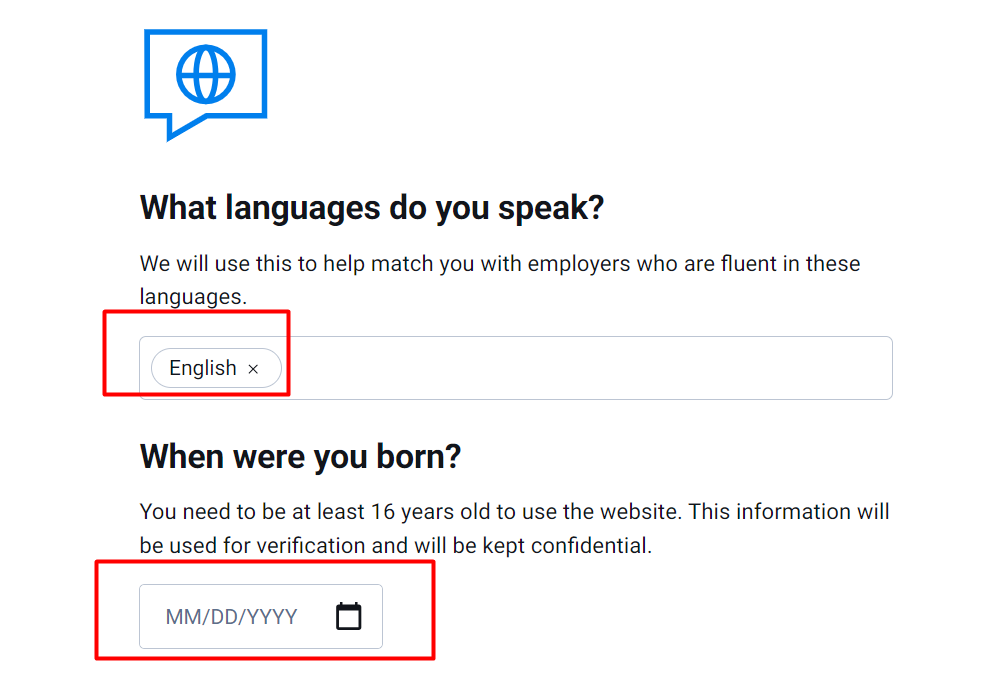 What languages do you speak?
We will use this to help match you with employers who are fluent in these
languages.
English ×
When were you born?
You need to be at least 16 years old to use the website. This information will
be used for verification and will be kept confidential.
MM/DD/YYYY